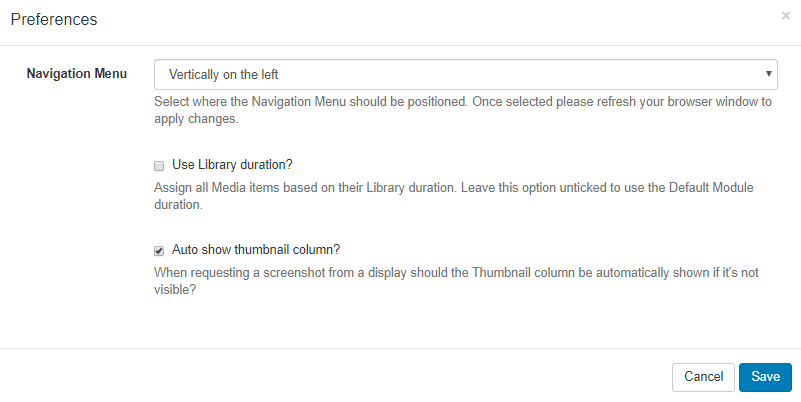 Preferences
×
Navigation Menu
Vertically on the left
Select where the Navigation Menu should be positioned. Once selected please refresh your browser window to
apply changes.
Use Library duration?
Assign all Media items based on their Library duration. Leave this option unticked to use the Default Module
duration.
Auto show thumbnail column?
When requesting a screenshot from a display should the Thumbnail column be automatically shown if it's not
visible?
Cancel
Save